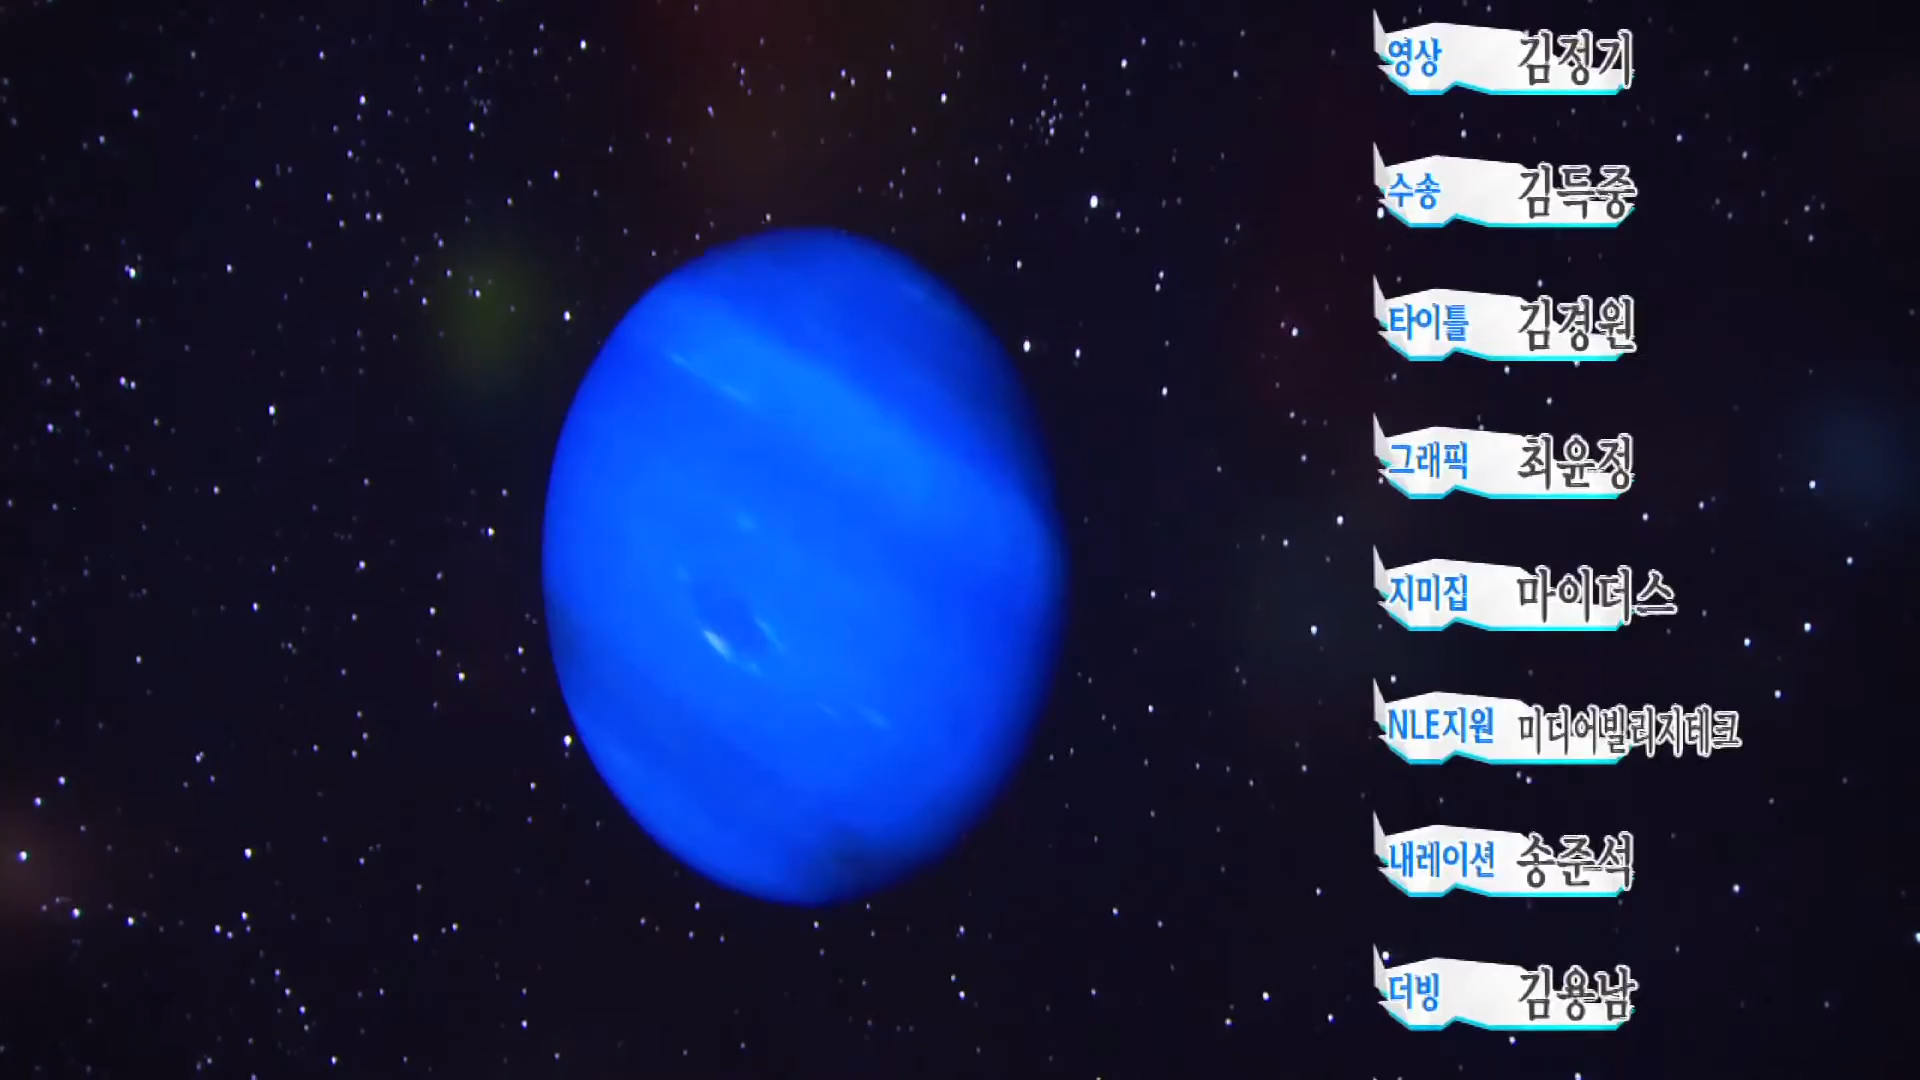 영상 김정기
수송 김득중
타이틀 김경원
그래픽 최윤정
지미집 마이더스
NLE지원 미디어빌리지테크
내레이션 송준석
더빙 김용남